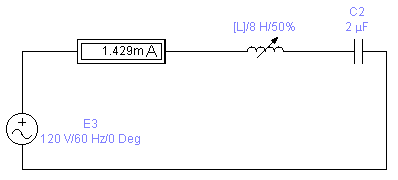 C2
[L]/8 H/50%
2 µF
1.429m A
E3
120 V/60 Hz/0 Deg